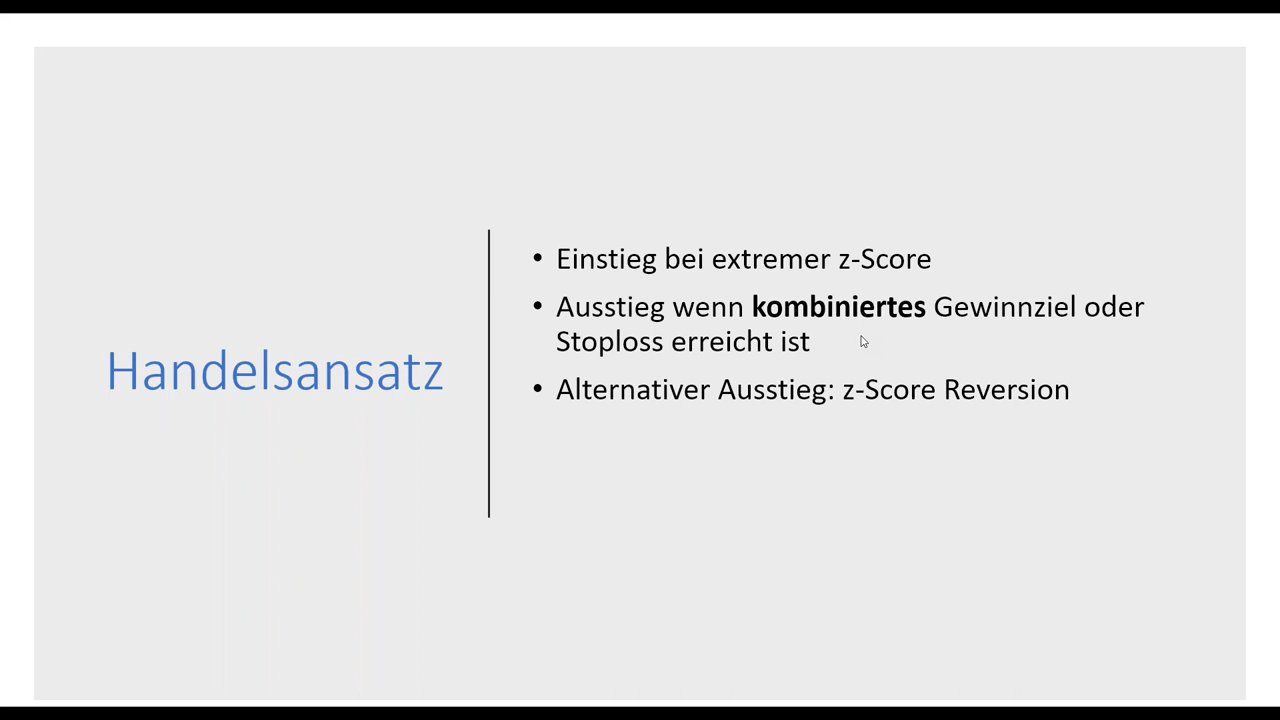 Handelsansatz
• Einstieg bei extremer z-Score
• Ausstieg wenn kombiniertes Gewinnziel oder
Stoploss erreicht ist
• Alternativer Ausstieg: z-Score Reversion